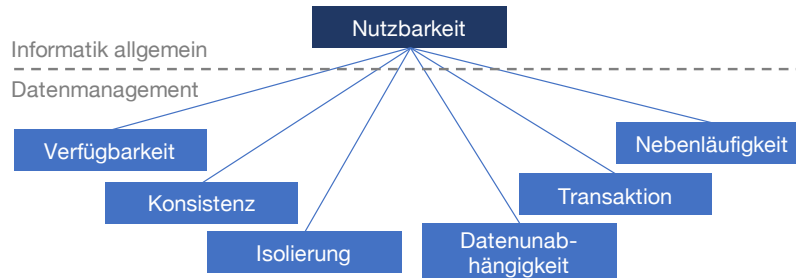 Nutzbarkeit
Informatik allgemein
Datenmanagement
Verfügbarkeit
Nebenläufigkeit
Konsistenz
Transaktion
Isolierung
Datenunab-
hängigkeit